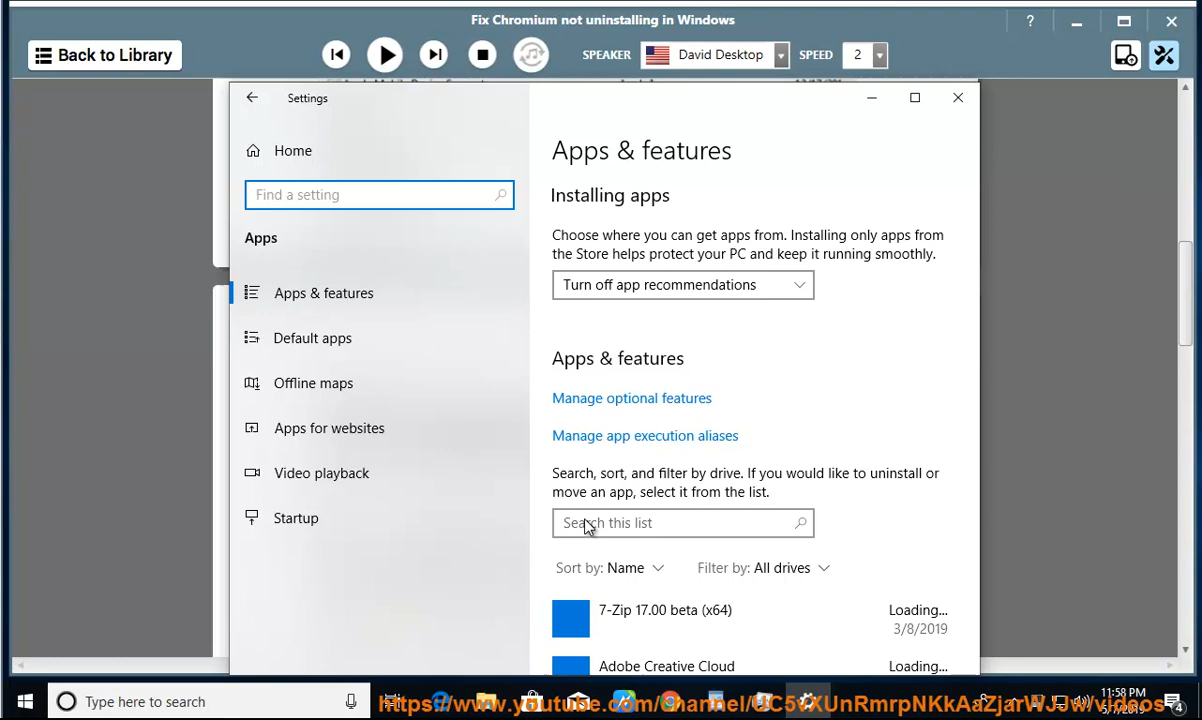 Fix Chromium not uninstalling in Windows
?
Back to Library
SPEAKER
David Desktop
SPEED
2
Settings
Home
Find a setting
Apps
Apps & features
Default apps
Offline maps
Apps for websites
Video playback
Startup
Apps & features
Installing apps
Choose where you can get apps from. Installing only apps from
the Store helps protect your PC and keep it running smoothly.
Turn off app recommendations
Apps & features
Manage optional features
Manage app execution aliases
Search, sort, and filter by drive. If you would like to uninstall or
move an app, select it from the list.
Search this list
Sort by: Name
Filter by: All drives
7-Zip 17.00 beta (x64)
Loading...
3/8/2019
Adobe Creative Cloud
Loading...
Type here to search
11:58 PM
4